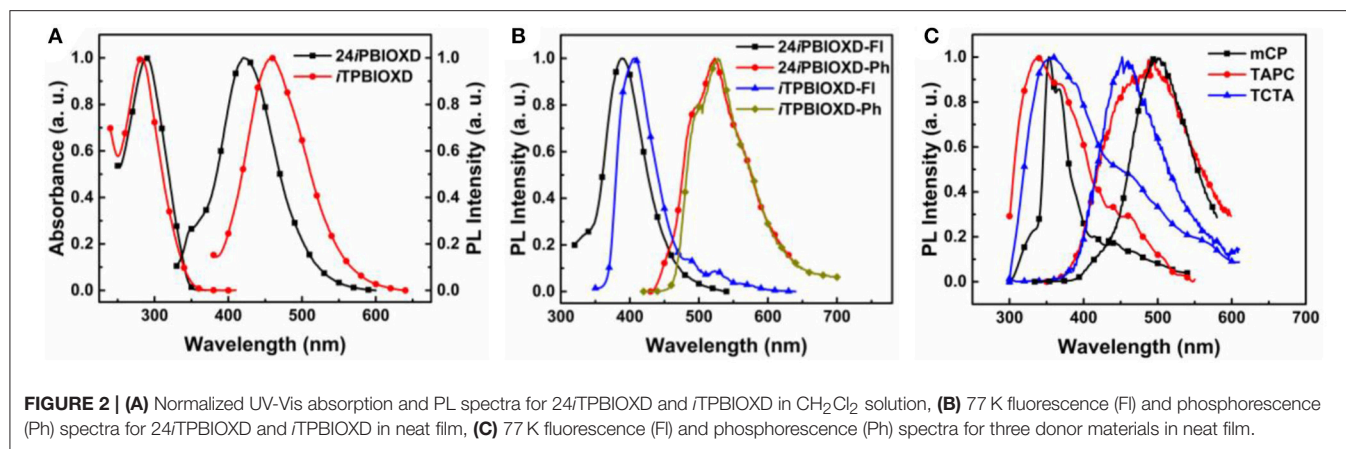 A
24iPBIOXD
iTPBIOXD
Absorbance (a. u.)
1.0
0.8
0.6
0.4
0.2
0.0
1.0
0.8
0.6
0.4
0.2
0.0
PL Intensity (a. u.)
300 400 500 600
Wavelength (nm)
B
24iPBIOXD-Fl
24iPBIOXD-Ph
iTPBIOXD-Fl
iTPBIOXD-Ph
PL Intensity (a. u.)
1.0
0.8
0.6
0.4
0.2
0.0
300 400 500 600 700 800
Wavelength (nm)
C
mCP
TAPC
TCTA
PL Intensity (a. u.)
1.0
0.8
0.6
0.4
0.2
0
300 400 500 600 700
Wavelength (nm)
FIGURE 2 | (A) Normalized UV-Vis absorption and PL spectra for 24iTPBIOXD and iTPBIOXD in CH₂Cl₂ solution, (B) 77 K fluorescence (Fl) and phosphorescence
(Ph) spectra for 24iTPBIOXD and iTPBIOXD in neat film, (C) 77 K fluorescence (Fl) and phosphorescence (Ph) spectra for three donor materials in neat film.